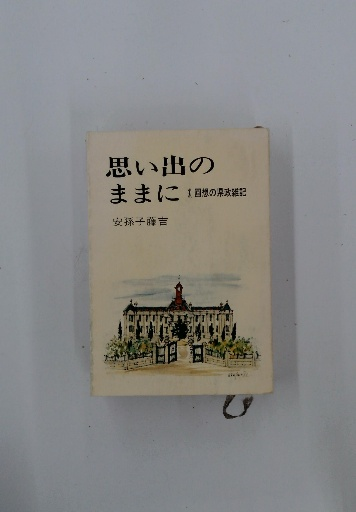 思い出の
ままに 回想の県政雑記
安孫子藤吉